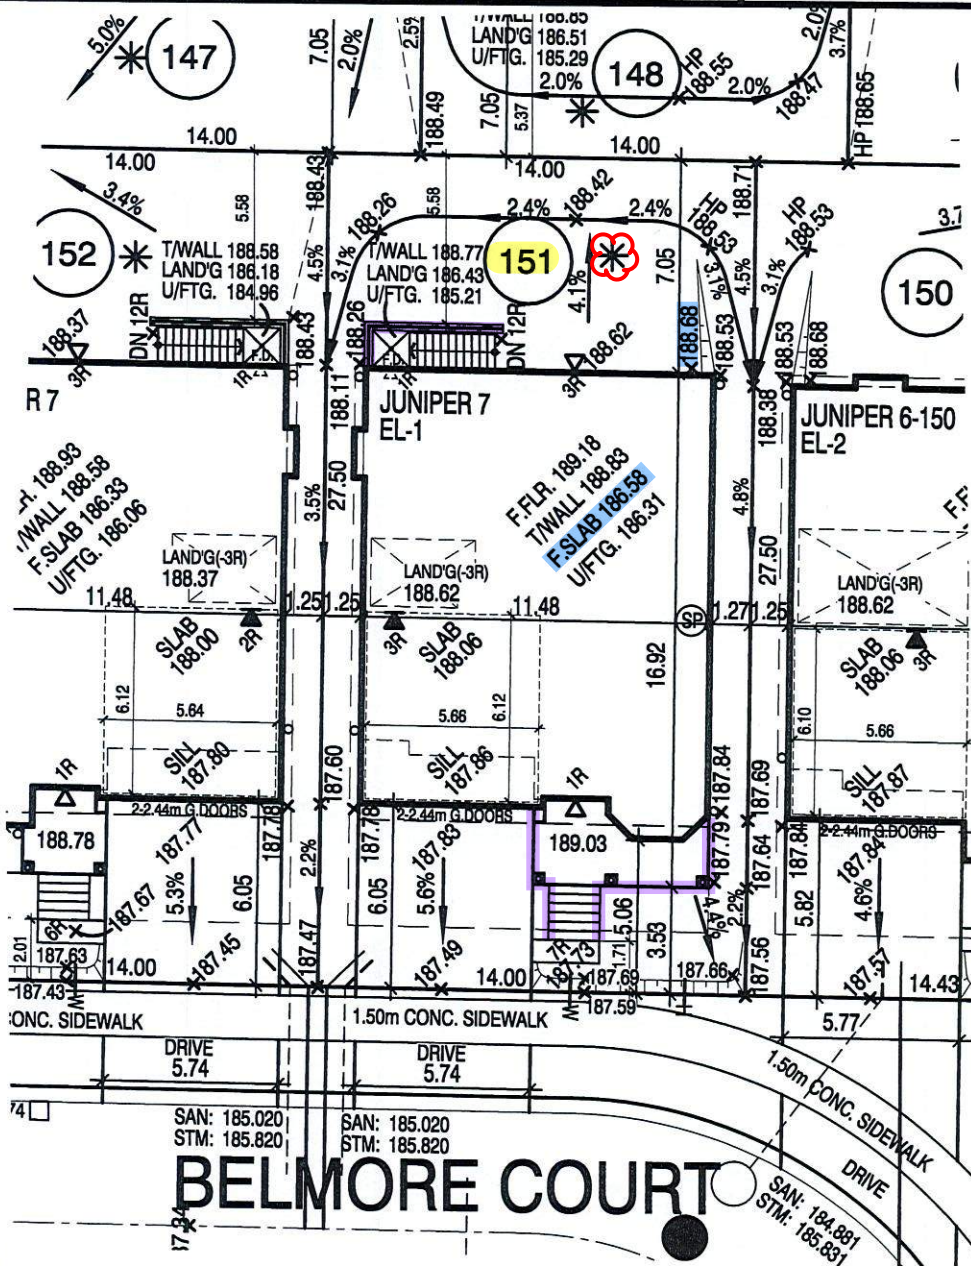 5.0%
147
7.05
2.0%
2.5%
T/WALL 188.85
LAND'G 186.51
U/FTG. 185.29
148
HP
188.55
2.0%
2.0%
2.0%
3.7%
188.47
HP 188.65
188.49
7.05
5.37
14.00
14.00
14.00
14.00
3.4%
5.58
188.43
188.26
5.58
2.4%
188.42
2.4%
HP
188.53
188.71
HP
188.53
3.7
152
T/WALL 188.58
LAND'G 186.18
U/FTG. 184.96
4.5%
3.1%
T/WALL 188.77
LAND'G 186.43
U/FTG. 185.21
151
4.1%
7.05
3.1%
4.5%
3.1%
150
188.37
3R
DN 12R
F.D.
1R
188.43
188.26
F.D.
1R
DN 12R
3R
188.62
188.68
188.53
188.53
188.68
R 7
188.11
JUNIPER 7
EL-1
188.38
JUNIPER 6-150
EL-2
188.93
T/WALL 188.58
F.SLAB 186.33
U/FTG. 186.06
3.5%
27.50
F.FLR. 189.18
T/WALL 188.83
F.SLAB 186.58
U/FTG. 186.31
4.8%
27.50
F.F
LAND'G(-3R)
188.37
LAND'G(-3R)
188.62
LAND'G(-3R)
188.62
11.48
1.25
1.25
11.48
SP
1.27
1.25
SLAB
188.00
2R
3R
SLAB
188.06
16.92
SLAB
188.06
3R
6.12
5.64
5.66
6.12
6.10
5.66
SILL
187.80
187.60
SILL
187.86
187.84
187.69
SILL
187.87
1R
1R
2-2.44m G.DOORS
2-2.44m G.DOORS
2-2.44m G.DOORS
188.78
187.77
187.78
187.78
187.83
189.03
187.79
187.64
187.84
187.84
187.67
5.3%
6.05
2.2%
6.05
5.6%
5.06
3.53
4.4%
2.2%
5.82
4.6%
2.01
6R
187.63
187.45
187.47
187.49
7R
187.73
1.71
187.69
187.66
187.56
187.57
187.43
14.00
14.00
187.59
14.43
W
W
CONC. SIDEWALK
1.50m CONC. SIDEWALK
5.77
1.50m CONC. SIDEWALK
DRIVE
5.74
DRIVE
5.74
DRIVE
74
SAN: 185.020
STM: 185.820
SAN: 185.020
STM: 185.820
BELMORE COURT
SAN: 184.881
STM: 185.831